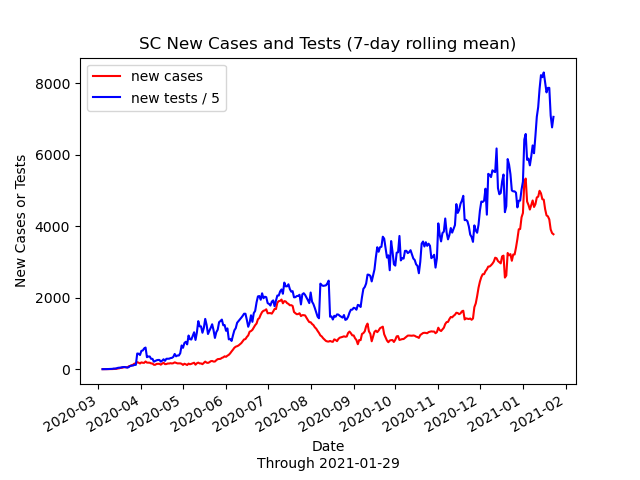 SC New Cases and Tests (7-day rolling mean)
new cases
new tests / 5
8000
6000
4000
2000
0
New Cases or Tests
2020-03
2020-04
2020-05
2020-06
2020-07
2020-08
2020-09
2020-10
2020-11
2020-12
2021-01
2021-02
Date
Through 2021-01-29